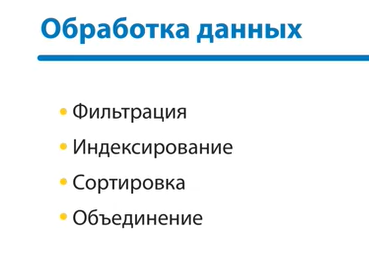 Обработка данных
Фильтрация
Индексирование
Сортировка
Объединение